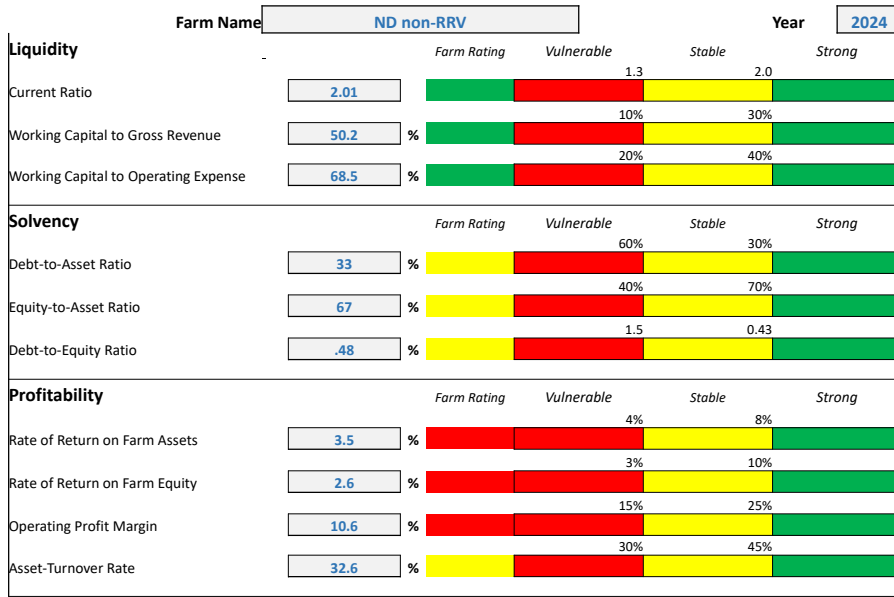 Farm Name ND non-RRV Year 2024
Liquidity Farm Rating Vulnerable Stable Strong
1.3 2.0
Current Ratio 2.01
10% 30%
Working Capital to Gross Revenue 50.2 %
20% 40%
Working Capital to Operating Expense 68.5 %
Solvency Farm Rating Vulnerable Stable Strong
60% 30%
Debt-to-Asset Ratio 33 %
40% 70%
Equity-to-Asset Ratio 67 %
1.5 0.43
Debt-to-Equity Ratio .48 %
Profitability Farm Rating Vulnerable Stable Strong
4% 8%
Rate of Return on Farm Assets 3.5 %
3% 10%
Rate of Return on Farm Equity 2.6 %
15% 25%
Operating Profit Margin 10.6 %
30% 45%
Asset-Turnover Rate 32.6 %